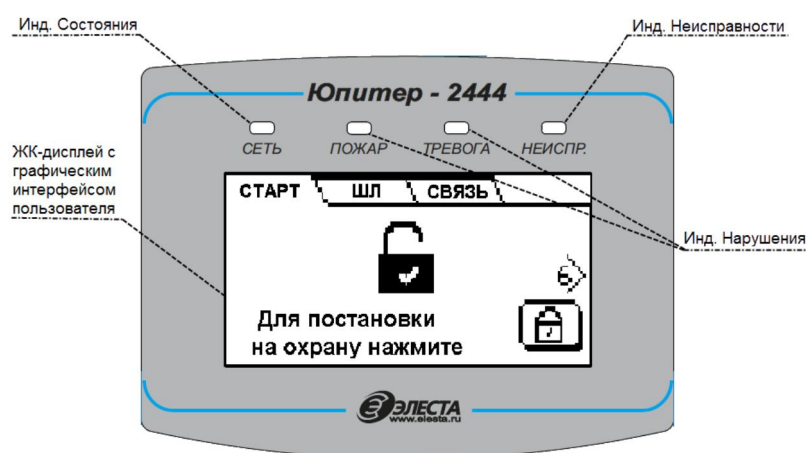 Инд. Состояния
Инд. Неисправности
Юпитер - 2444
СЕТЬ ПОЖАР ТРЕВОГА НЕИСПР.
ЖК-дисплей с
графическим
интерфейсом
пользователя
СТАРТ ШЛ СВЯЗЬ
Инд. Нарушения
Для постановки
на охрану нажмите
ЭЛЕСТА
www.elesta.ru